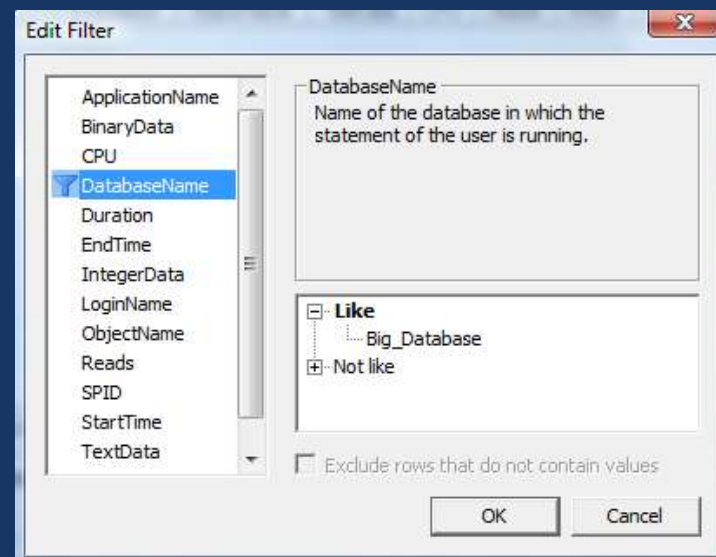 Edit Filter
ApplicationName
BinaryData
CPU
DatabaseName
Duration
EndTime
IntegerData
LoginName
ObjectName
Reads
SPID
StartTime
TextData
DatabaseName
Name of the database in which the
statement of the user is running.
Like
Big_Database
Not like
Exclude rows that do not contain values
OK
Cancel